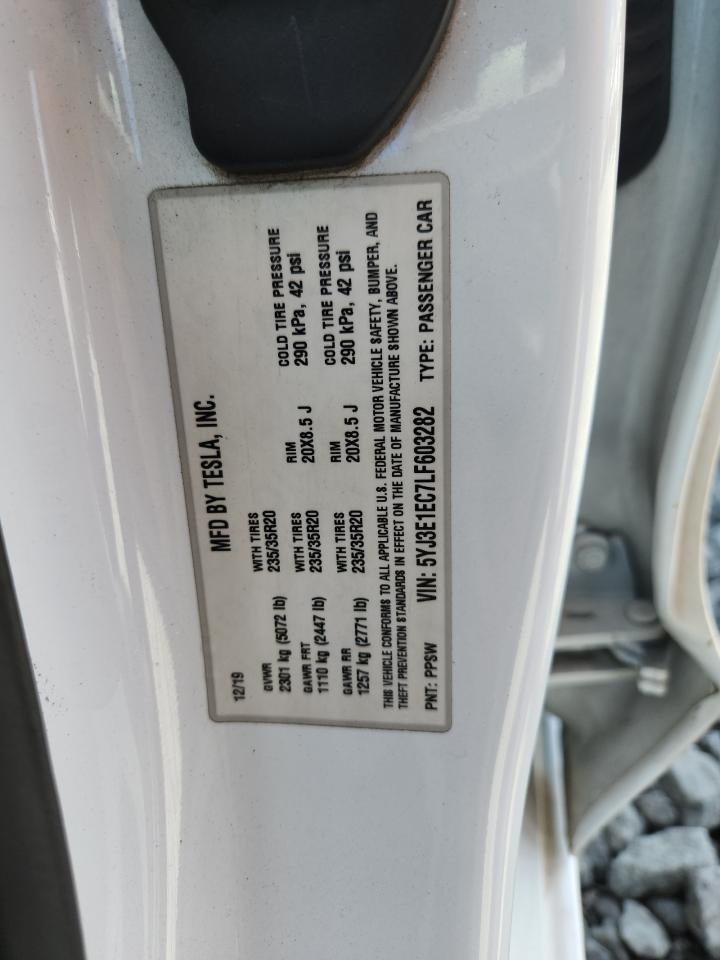 MFD BY TESLA, INC.
12/19
GVWR WITH TIRES COLD TIRE PRESSURE
2301 kg (5072 lb) 235/35R20 290 kPa, 42 psi
GAWR FRT WITH TIRES RIM COLD TIRE PRESSURE
1110 kg (2447 lb) 235/35R20 20X8.5 J 290 kPa, 42 psi
GAWR RR WITH TIRES RIM
1257 kg (2771 lb) 235/35R20 20X8.5 J
THIS VEHICLE CONFORMS TO ALL APPLICABLE U.S. FEDERAL MOTOR VEHICLE SAFETY, BUMPER, AND
THEFT PREVENTION STANDARDS IN EFFECT ON THE DATE OF MANUFACTURE SHOWN ABOVE.
PNT: PPSW VIN: 5YJ3E1EC7LF603282 TYPE: PASSENGER CAR